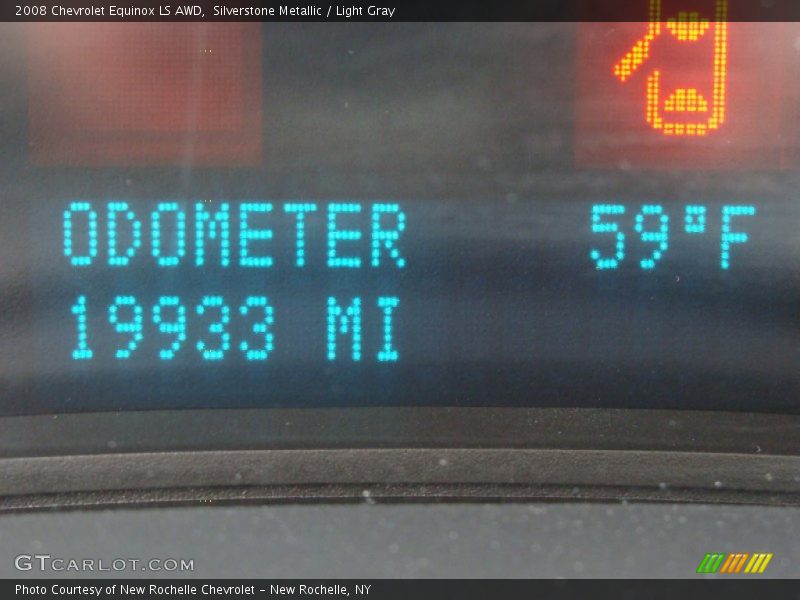 2008 Chevrolet Equinox LS AWD, Silverstone Metallic / Light Gray
ODOMETER 59°F
19933 MI
GTCARLOT.COM
Photo Courtesy of New Rochelle Chevrolet - New Rochelle, NY